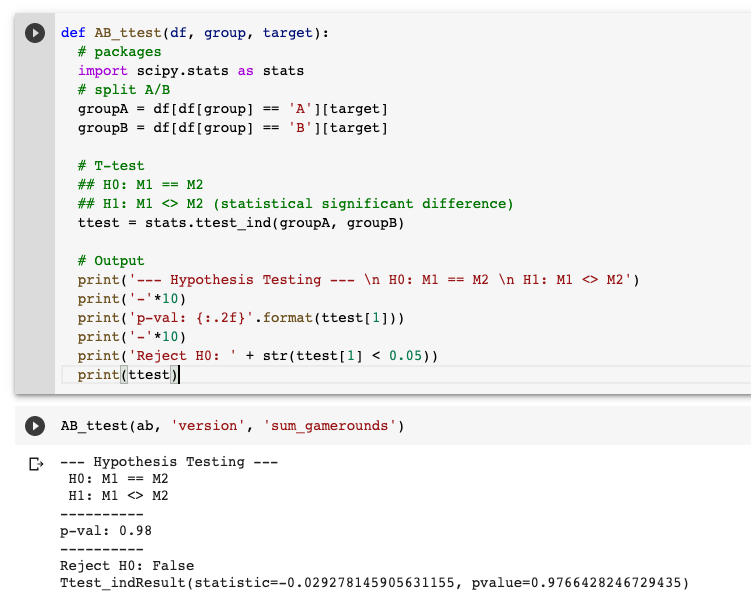 def AB_ttest(df, group, target):
  # packages
  import scipy.stats as stats
  # split A/B
  groupA = df[df[group] == 'A'][target]
  groupB = df[df[group] == 'B'][target]

  # T-test
  ## H0: M1 == M2
  ## H1: M1 <> M2 (statistical significant difference)
  ttest = stats.ttest_ind(groupA, groupB)

  # Output
  print('--- Hypothesis Testing --- \n H0: M1 == M2 \n H1: M1 <> M2')
  print('-'*10)
  print('p-val: {:.2f}'.format(ttest[1]))
  print('-'*10)
  print('Reject H0: ' + str(ttest[1] < 0.05))
  print(ttest)
AB_ttest(ab, 'version', 'sum_gamerounds')
--- Hypothesis Testing ---
 H0: M1 == M2
 H1: M1 <> M2
----------
p-val: 0.98
----------
Reject H0: False
Ttest_indResult(statistic=-0.029278145905631155, pvalue=0.9766428246729435)